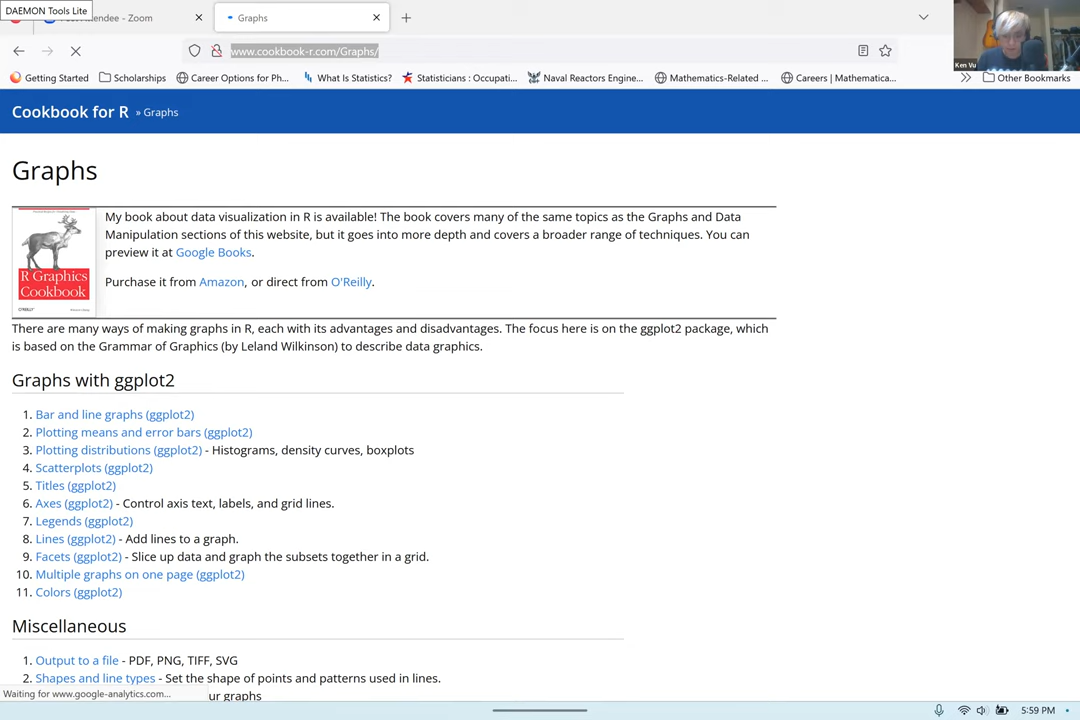 DAEMON Tools Lite
Attendee - Zoom
Graphs
www.cookbook-r.com/Graphs/
Ken Vu
Getting Started
Scholarships
Career Options for Ph...
What Is Statistics?
Statisticians : Occupati...
Naval Reactors Engine...
Mathematics-Related ...
Careers | Mathematica...
Other Bookmarks
Cookbook for R » Graphs
Graphs
My book about data visualization in R is available! The book covers many of the same topics as the Graphs and Data
Manipulation sections of this website, but it goes into more depth and covers a broader range of techniques. You can
preview it at Google Books.
R Graphics
Cookbook
O'REILLY
Purchase it from Amazon, or direct from O'Reilly.
There are many ways of making graphs in R, each with its advantages and disadvantages. The focus here is on the ggplot2 package, which
is based on the Grammar of Graphics (by Leland Wilkinson) to describe data graphics.
Graphs with ggplot2
1. Bar and line graphs (ggplot2)
2. Plotting means and error bars (ggplot2)
3. Plotting distributions (ggplot2) - Histograms, density curves, boxplots
4. Scatterplots (ggplot2)
5. Titles (ggplot2)
6. Axes (ggplot2) - Control axis text, labels, and grid lines.
7. Legends (ggplot2)
8. Lines (ggplot2) - Add lines to a graph.
9. Facets (ggplot2) - Slice up data and graph the subsets together in a grid.
10. Multiple graphs on one page (ggplot2)
11. Colors (ggplot2)
Miscellaneous
1. Output to a file - PDF, PNG, TIFF, SVG
2. Shapes and line types - Set the shape of points and patterns used in lines.
Waiting for www.google-analytics.com...
ur graphs
5:59 PM